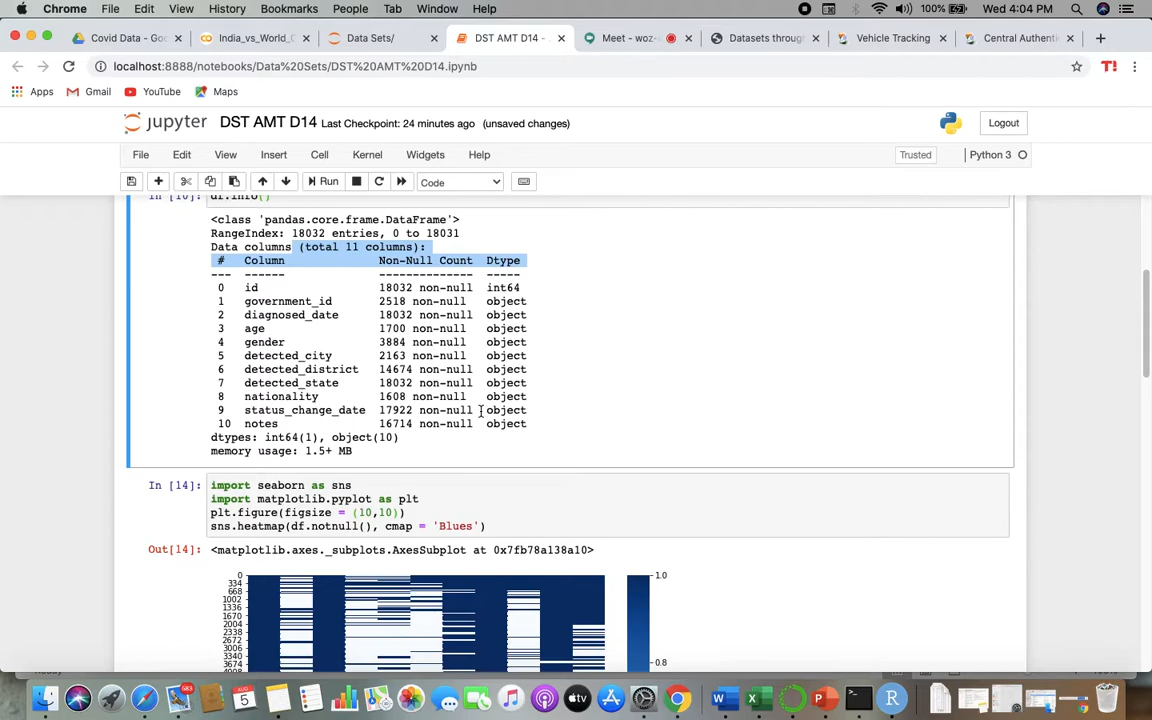 Chrome File Edit View History Bookmarks People Tab Window Help 100% Wed 4:04 PM
Covid Data - Goo India_vs_World_C Data Sets/ DST AMT D14 - Meet - woz- Datasets throug Vehicle Tracking Central Authenti
localhost:8888/notebooks/Data%20Sets/DST%20AMT%20D14.ipynb T!
Apps Gmail YouTube Maps
jupyter DST AMT D14 Last Checkpoint: 24 minutes ago (unsaved changes) Logout
File Edit View Insert Cell Kernel Widgets Help Trusted Python 3
Run Code
In [10]: df.info()
<class 'pandas.core.frame.DataFrame'>
RangeIndex: 18032 entries, 0 to 18031
Data columns (total 11 columns):
# Column Non-Null Count Dtype
--- ------ -------------- -----
0 id 18032 non-null int64
1 government_id 2518 non-null object
2 diagnosed_date 18032 non-null object
3 age 1700 non-null object
4 gender 3884 non-null object
5 detected_city 2163 non-null object
6 detected_district 14674 non-null object
7 detected_state 18032 non-null object
8 nationality 1608 non-null object
9 status_change_date 17922 non-null object
10 notes 16714 non-null object
dtypes: int64(1), object(10)
memory usage: 1.5+ MB
In [14]: import seaborn as sns
import matplotlib.pyplot as plt
plt.figure(figsize = (10,10))
sns.heatmap(df.notnull(), cmap = 'Blues')
Out[14]: <matplotlib.axes._subplots.AxesSubplot at 0x7fb78a138a10>
0
334
668
1002
1336
1670
2004
2338
2672
3006
3340
3674
1.0
0.8
683
AUG
5